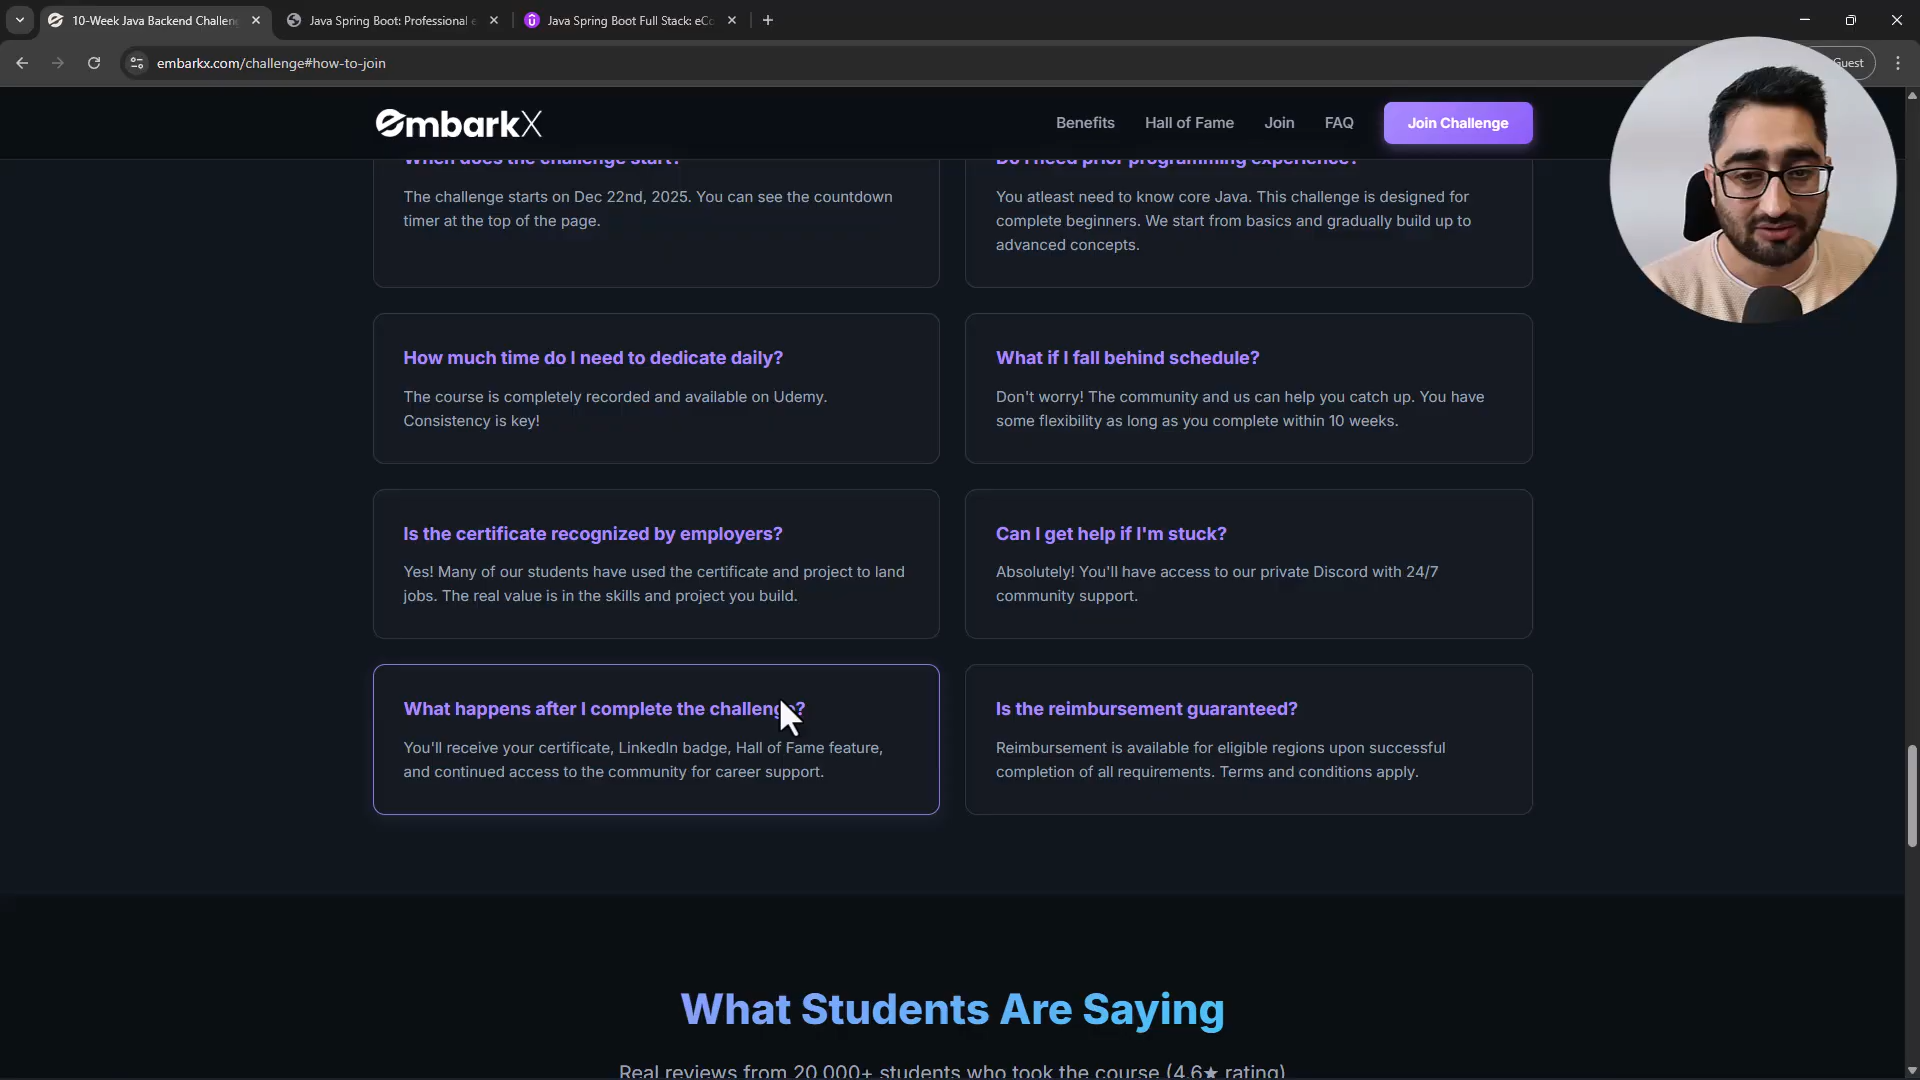 10-Week Java Backend Challen
Java Spring Boot: Professional e
Java Spring Boot Full Stack: eCo
embarkx.com/challenge#how-to-join
Guest
EmbarkX
Benefits
Hall of Fame
Join
FAQ
Join Challenge
When does the challenge start?
The challenge starts on Dec 22nd, 2025. You can see the countdown
timer at the top of the page.
Do I need prior programming experience?
You atleast need to know core Java. This challenge is designed for
complete beginners. We start from basics and gradually build up to
advanced concepts.
How much time do I need to dedicate daily?
The course is completely recorded and available on Udemy.
Consistency is key!
What if I fall behind schedule?
Don't worry! The community and us can help you catch up. You have
some flexibility as long as you complete within 10 weeks.
Is the certificate recognized by employers?
Yes! Many of our students have used the certificate and project to land
jobs. The real value is in the skills and project you build.
Can I get help if I'm stuck?
Absolutely! You'll have access to our private Discord with 24/7
community support.
What happens after I complete the challenge?
You'll receive your certificate, LinkedIn badge, Hall of Fame feature,
and continued access to the community for career support.
Is the reimbursement guaranteed?
Reimbursement is available for eligible regions upon successful
completion of all requirements. Terms and conditions apply.
What Students Are Saying
Real reviews from 20,000+ students who took the course (4.6★ rating)